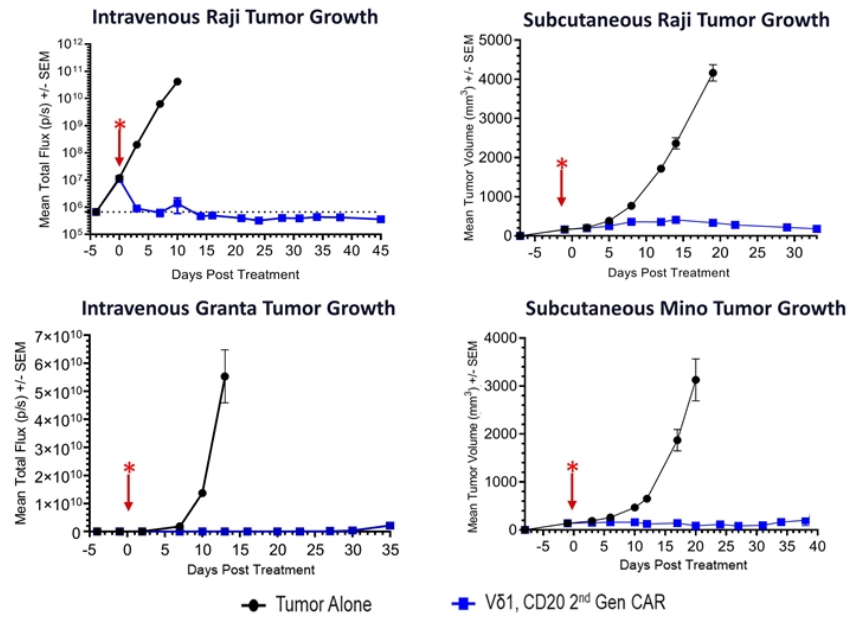 Intravenous Raji Tumor Growth
Mean Total Flux (p/s) +/- SEM
10¹²
10¹¹
10¹⁰
10⁹
10⁸
10⁷
10⁶
10⁵
*
-5 0 5 10 15 20 25 30 35 40 45
Days Post Treatment
Subcutaneous Raji Tumor Growth
Mean Tumor Volume (mm³) +/- SEM
5000
4000
3000
2000
1000
0
*
-5 0 5 10 15 20 25 30
Days Post Treatment
Intravenous Granta Tumor Growth
Mean Total Flux (p/s) +/- SEM
7×10¹⁰
6×10¹⁰
5×10¹⁰
4×10¹⁰
3×10¹⁰
2×10¹⁰
1×10¹⁰
0
*
-5 0 5 10 15 20 25 30 35
Days Post Treatment
Subcutaneous Mino Tumor Growth
Mean Tumor Volume (mm³) +/- SEM
4000
3000
2000
1000
0
*
-5 0 5 10 15 20 25 30 35 40
Days Post Treatment
Tumor Alone
Vδ1, CD20 2ⁿᵈ Gen CAR